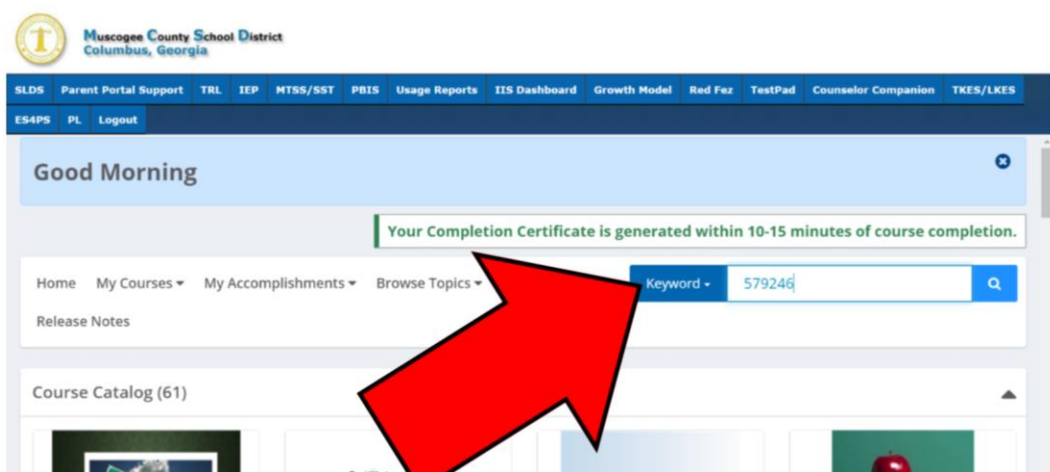 Muscogee County School District
Columbus, Georgia
SLDS Parent Portal Support TRL IEP MTSS/SST PBIS Usage Reports IIS Dashboard Growth Model Red Fez TestPad Counselor Companion TKES/LKES
ES4PS PL Logout
Good Morning
Your Completion Certificate is generated within 10-15 minutes of course completion.
Home My Courses My Accomplishments Browse Topics Keyword 579246
Release Notes
Course Catalog (61)